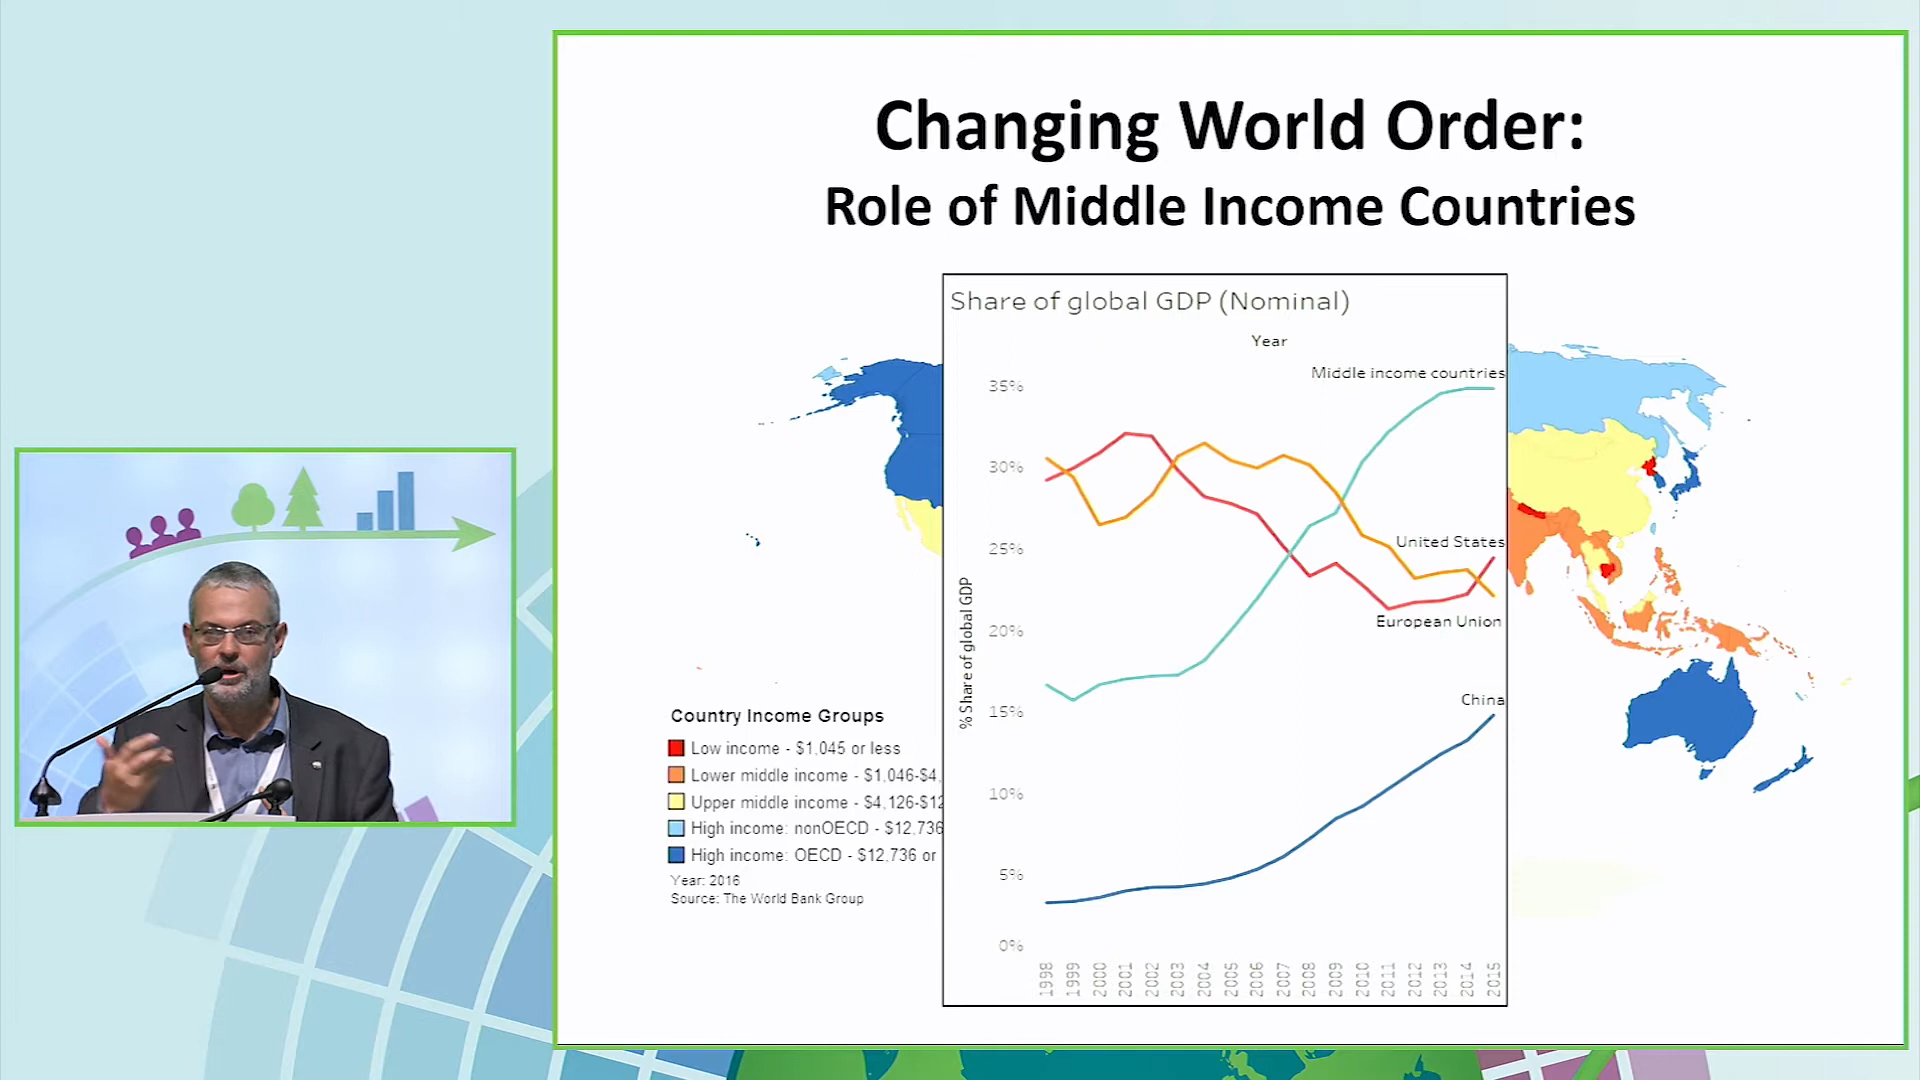 Changing World Order:
Role of Middle Income Countries
Share of global GDP (Nominal)
Year
Middle income countries
35%
30%
25%
20%
15%
10%
5%
0%
% Share of global GDP
United States
European Union
China
1998
1999
2000
2001
2002
2003
2004
2005
2006
2007
2008
2009
2010
2011
2012
2013
2014
2015
Country Income Groups
Low income - $1,045 or less
Lower middle income - $1,046-$4,
Upper middle income - $4,126-$12
High income: nonOECD - $12,736
High income: OECD - $12,736 or
Year: 2016
Source: The World Bank Group